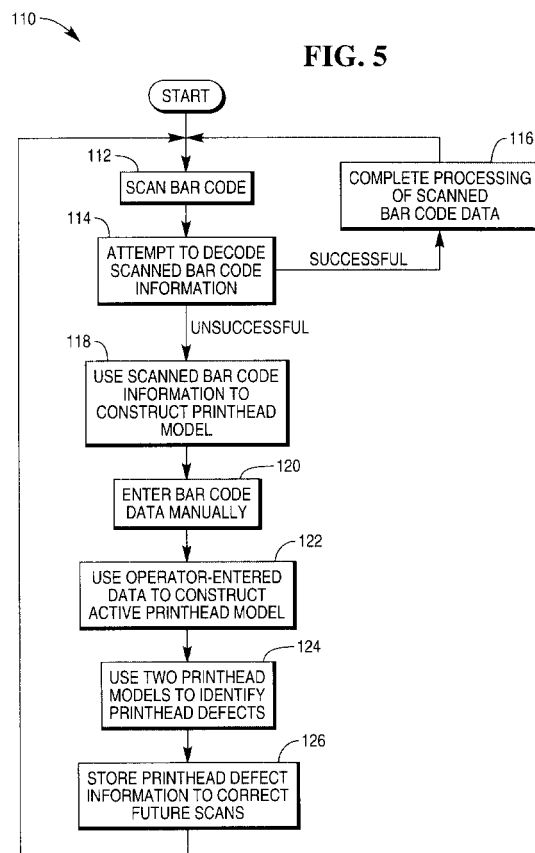 110
FIG. 5
START
112
SCAN BAR CODE
116
COMPLETE PROCESSING
OF SCANNED
BAR CODE DATA
114
ATTEMPT TO DECODE
SCANNED BAR CODE
INFORMATION
SUCCESSFUL
UNSUCCESSFUL
118
USE SCANNED BAR CODE
INFORMATION TO
CONSTRUCT PRINTHEAD
MODEL
120
ENTER BAR CODE
DATA MANUALLY
122
USE OPERATOR-ENTERED
DATA TO CONSTRUCT
ACTIVE PRINTHEAD MODEL
124
USE TWO PRINTHEAD
MODELS TO IDENTIFY
PRINTHEAD DEFECTS
126
STORE PRINTHEAD DEFECT
INFORMATION TO CORRECT
FUTURE SCANS